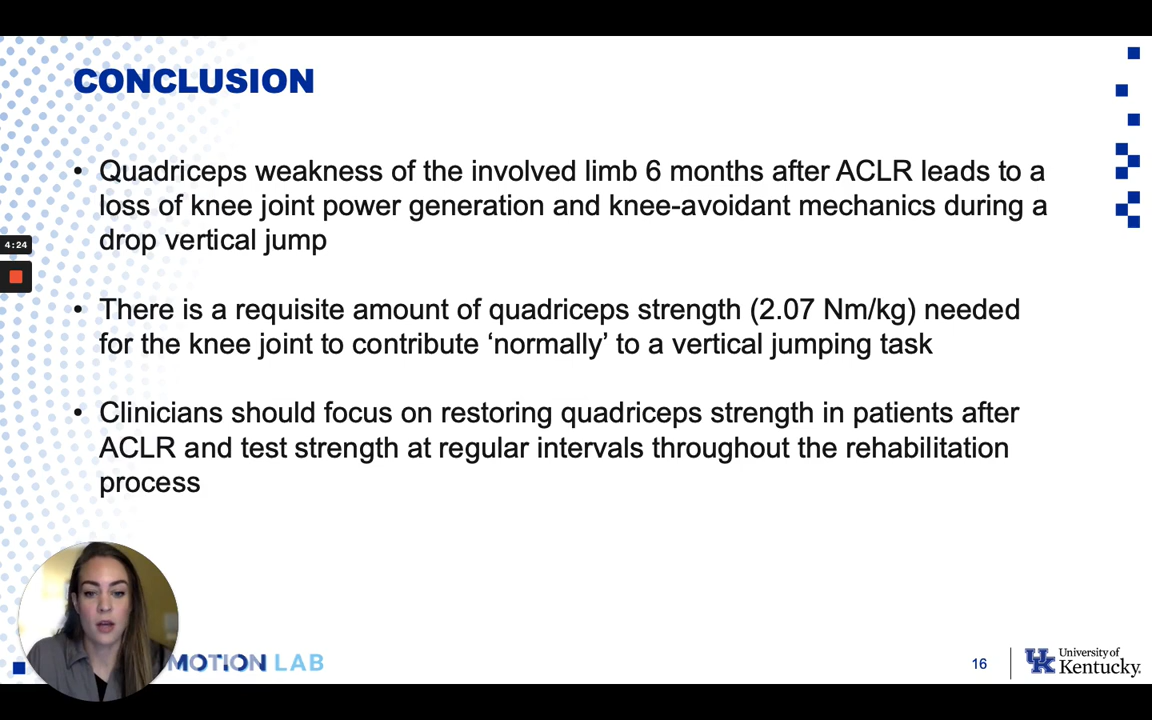 CONCLUSION
• Quadriceps weakness of the involved limb 6 months after ACLR leads to a
loss of knee joint power generation and knee-avoidant mechanics during a
drop vertical jump
4:24
• There is a requisite amount of quadriceps strength (2.07 Nm/kg) needed
for the knee joint to contribute ‘normally’ to a vertical jumping task
• Clinicians should focus on restoring quadriceps strength in patients after
ACLR and test strength at regular intervals throughout the rehabilitation
process
MOTION LAB
16
UK
University of
Kentucky.